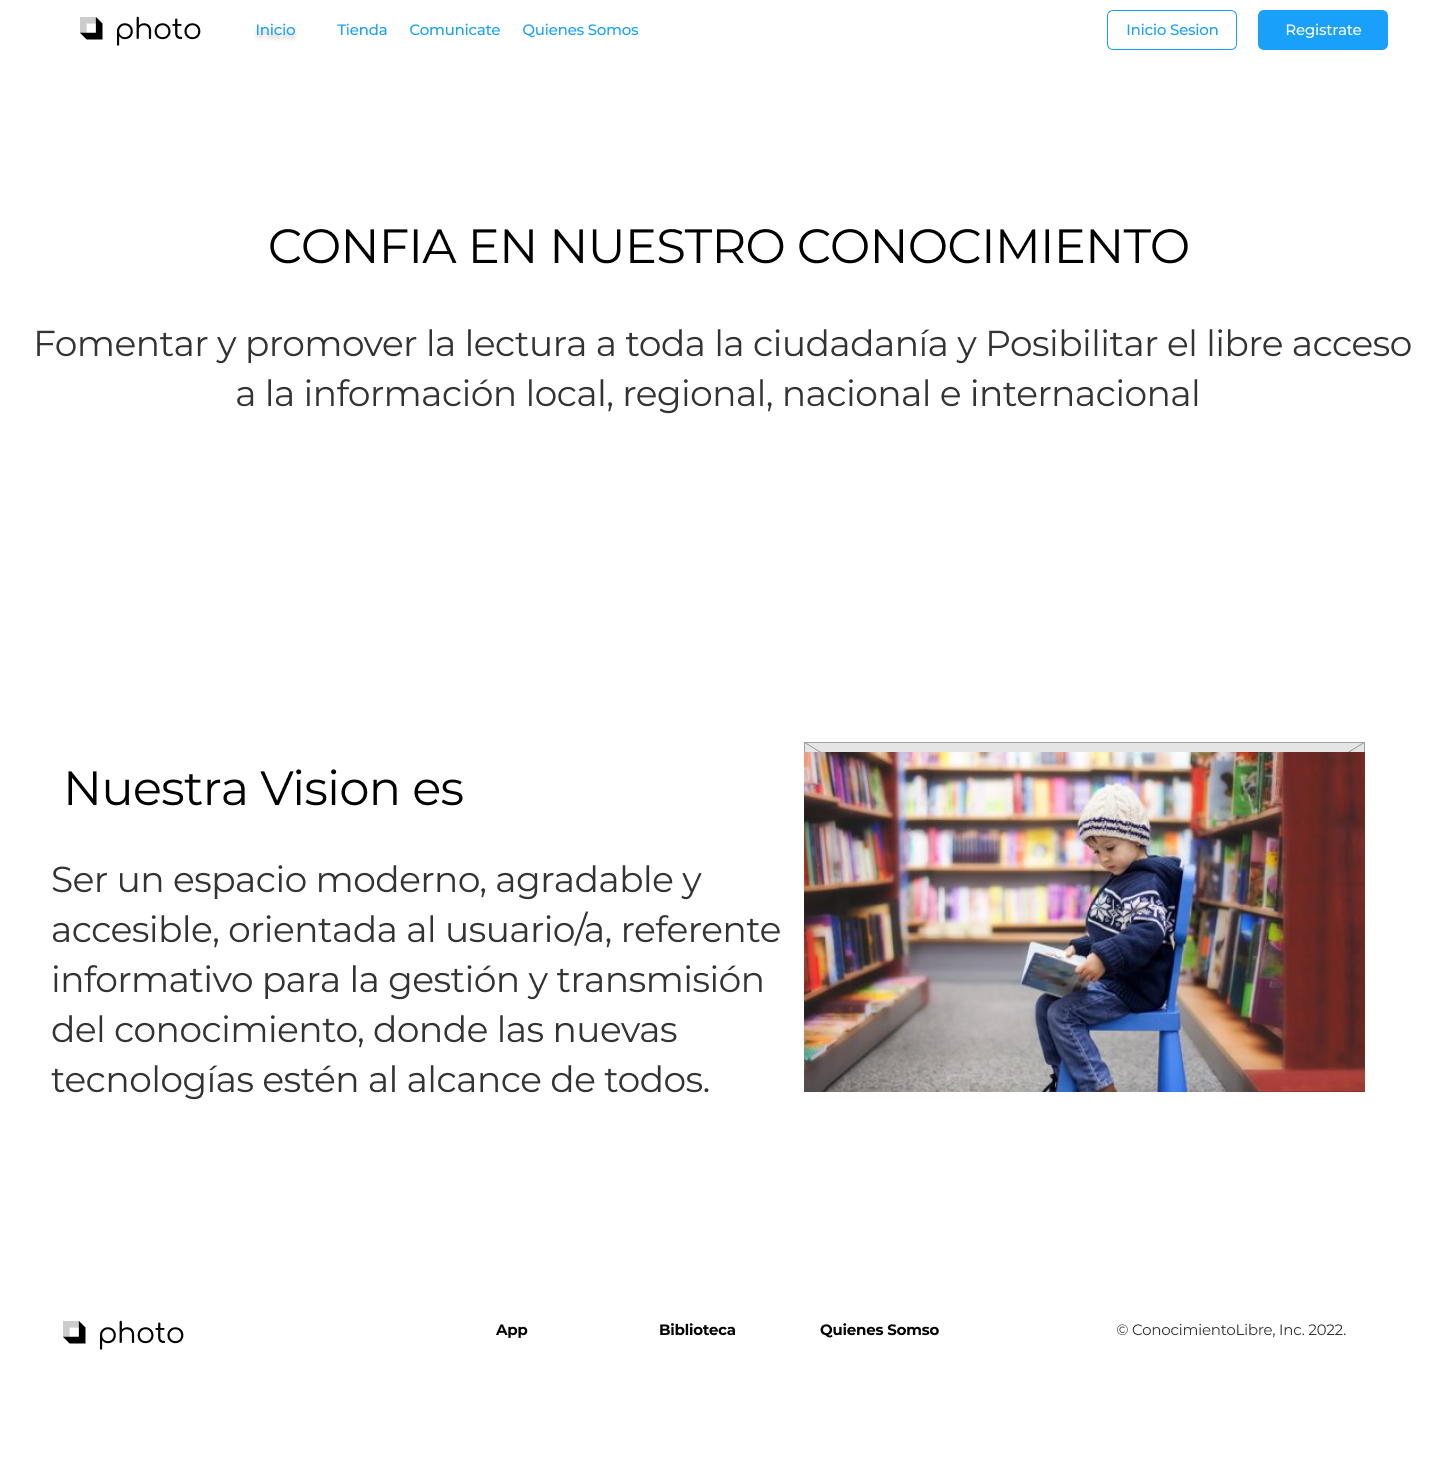 photo
Inicio Tienda Comunicate Quienes Somos
Inicio Sesion
Registrate
CONFIA EN NUESTRO CONOCIMIENTO
Fomentar y promover la lectura a toda la ciudadanía y Posibilitar el libre acceso
a la información local, regional, nacional e internacional
Nuestra Vision es
Ser un espacio moderno, agradable y
accesible, orientada al usuario/a, referente
informativo para la gestión y transmisión
del conocimiento, donde las nuevas
tecnologías estén al alcance de todos.
photo
App
Biblioteca
Quienes Somso
© ConocimientoLibre, Inc. 2022.